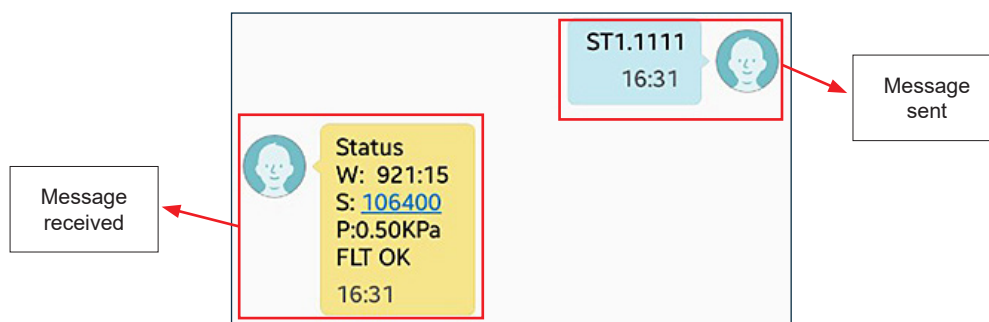 ST1.1111
16:31
Message
sent
Status
W: 921:15
S: 106400
P:0.50KPa
FLT OK
16:31
Message
received